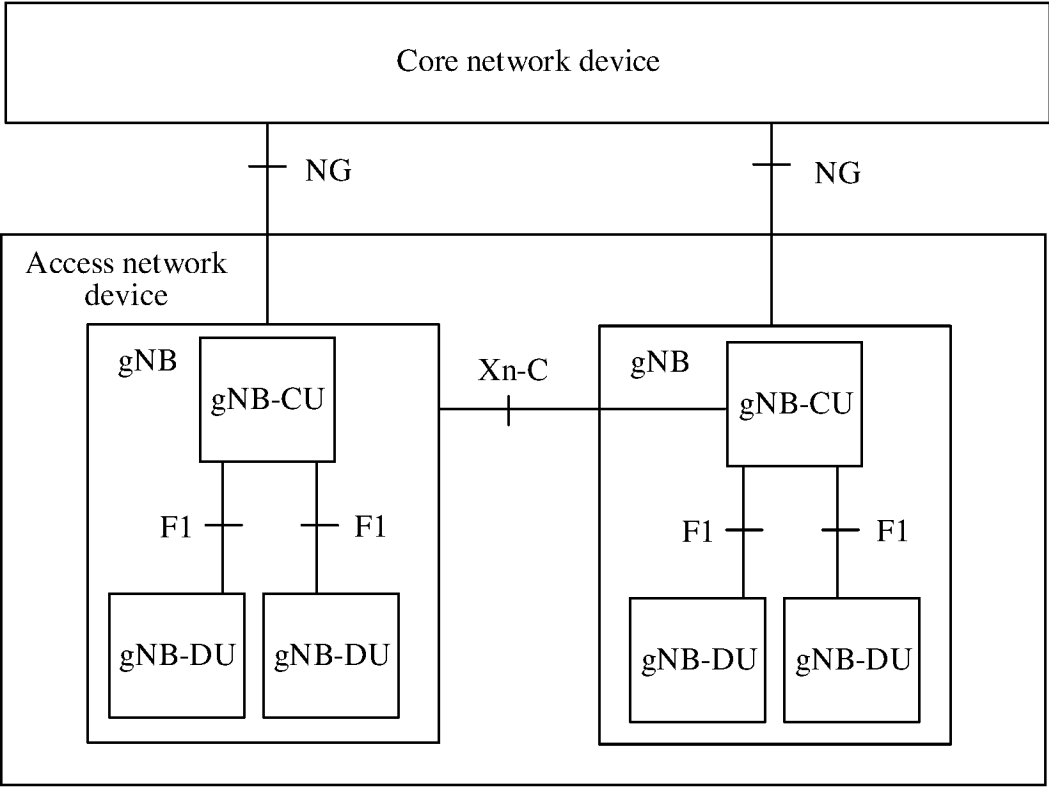 Core network device
NG
NG
Access network
device
gNB
gNB-CU
Xn-C
gNB
gNB-CU
F1
F1
F1
F1
gNB-DU
gNB-DU
gNB-DU
gNB-DU